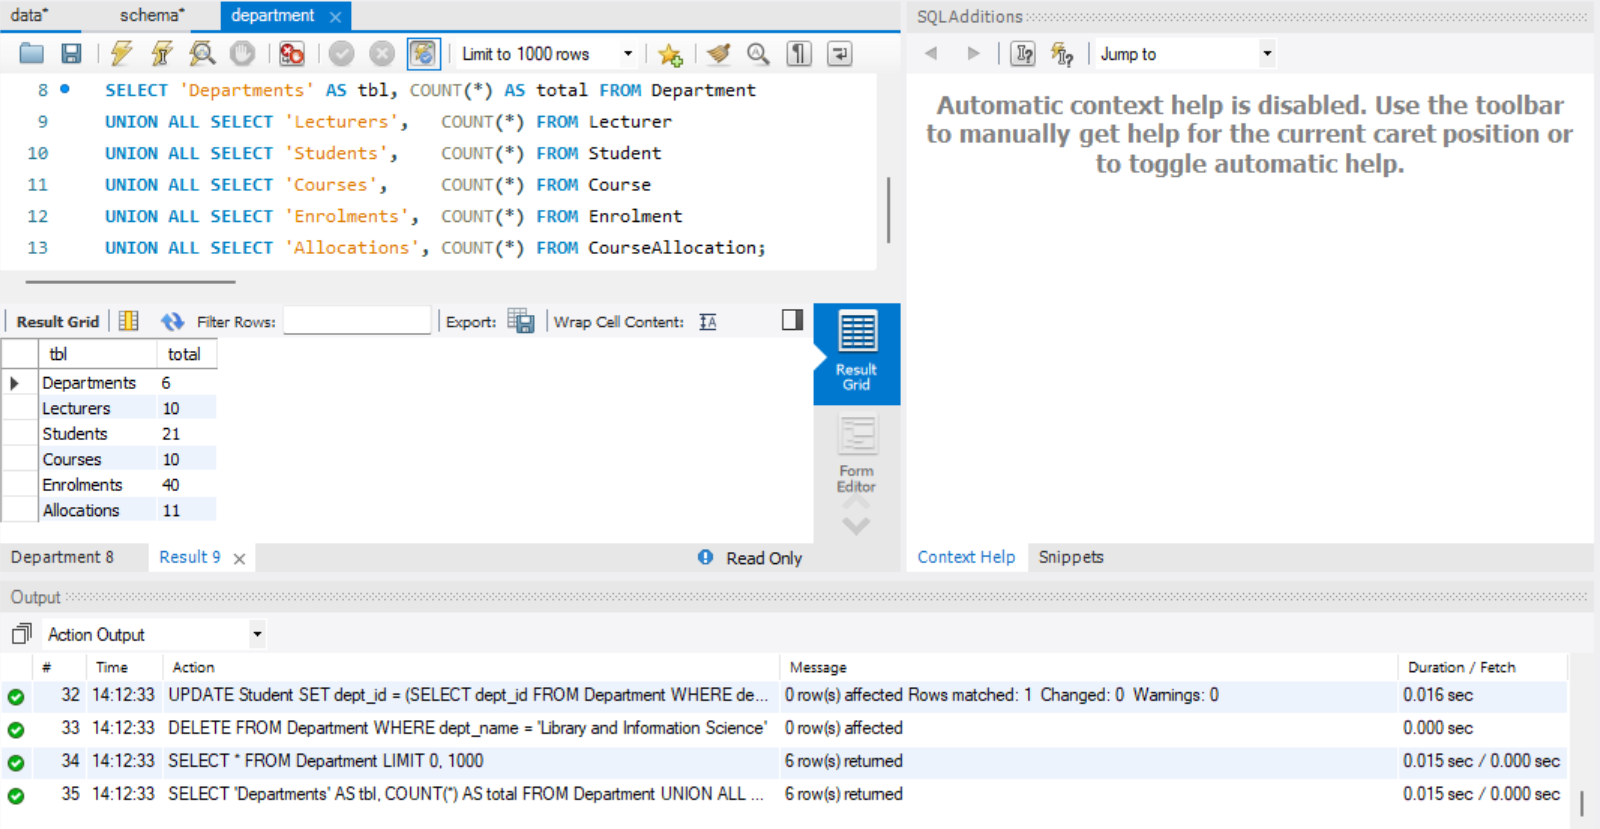 data* schema* department
Limit to 1000 rows
8 SELECT 'Departments' AS tbl, COUNT(*) AS total FROM Department
9 UNION ALL SELECT 'Lecturers', COUNT(*) FROM Lecturer
10 UNION ALL SELECT 'Students', COUNT(*) FROM Student
11 UNION ALL SELECT 'Courses', COUNT(*) FROM Course
12 UNION ALL SELECT 'Enrolments', COUNT(*) FROM Enrolment
13 UNION ALL SELECT 'Allocations', COUNT(*) FROM CourseAllocation;
Result Grid Filter Rows: Export: Wrap Cell Content: IA
tbl total
Departments 6
Lecturers 10
Students 21
Courses 10
Enrolments 40
Allocations 11
Result
Grid
Form
Editor
Department 8 Result 9 Read Only
SQLAdditions
Jump to
Automatic context help is disabled. Use the toolbar
to manually get help for the current caret position or
to toggle automatic help.
Context Help Snippets
Output
Action Output
# Time Action Message Duration / Fetch
32 14:12:33 UPDATE Student SET dept_id = (SELECT dept_id FROM Department WHERE de... 0 row(s) affected Rows matched: 1 Changed: 0 Warnings: 0 0.016 sec
33 14:12:33 DELETE FROM Department WHERE dept_name = 'Library and Information Science' 0 row(s) affected 0.000 sec
34 14:12:33 SELECT * FROM Department LIMIT 0, 1000 6 row(s) returned 0.015 sec / 0.000 sec
35 14:12:33 SELECT 'Departments' AS tbl, COUNT(*) AS total FROM Department UNION ALL ... 6 row(s) returned 0.015 sec / 0.000 sec